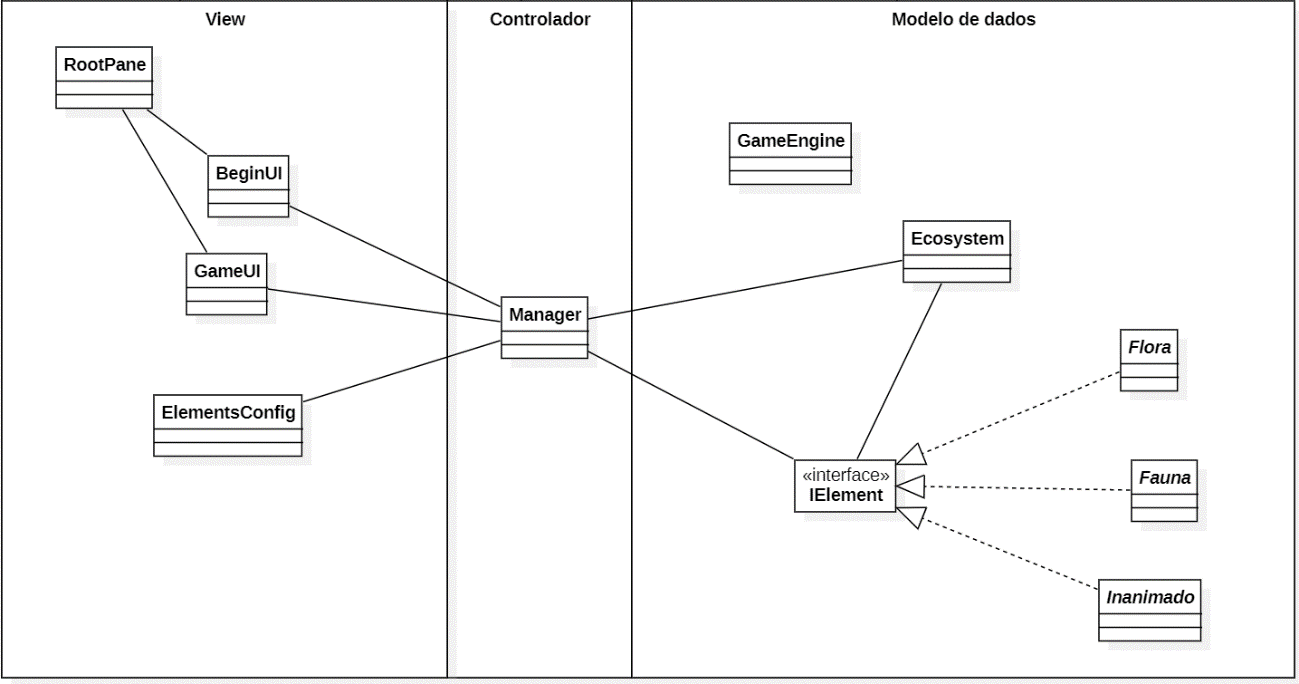 View
Controlador
Modelo de dados
RootPane
BeginUI
GameUI
ElementsConfig
Manager
GameEngine
Ecosystem
«interface»
IElement
Flora
Fauna
Inanimado